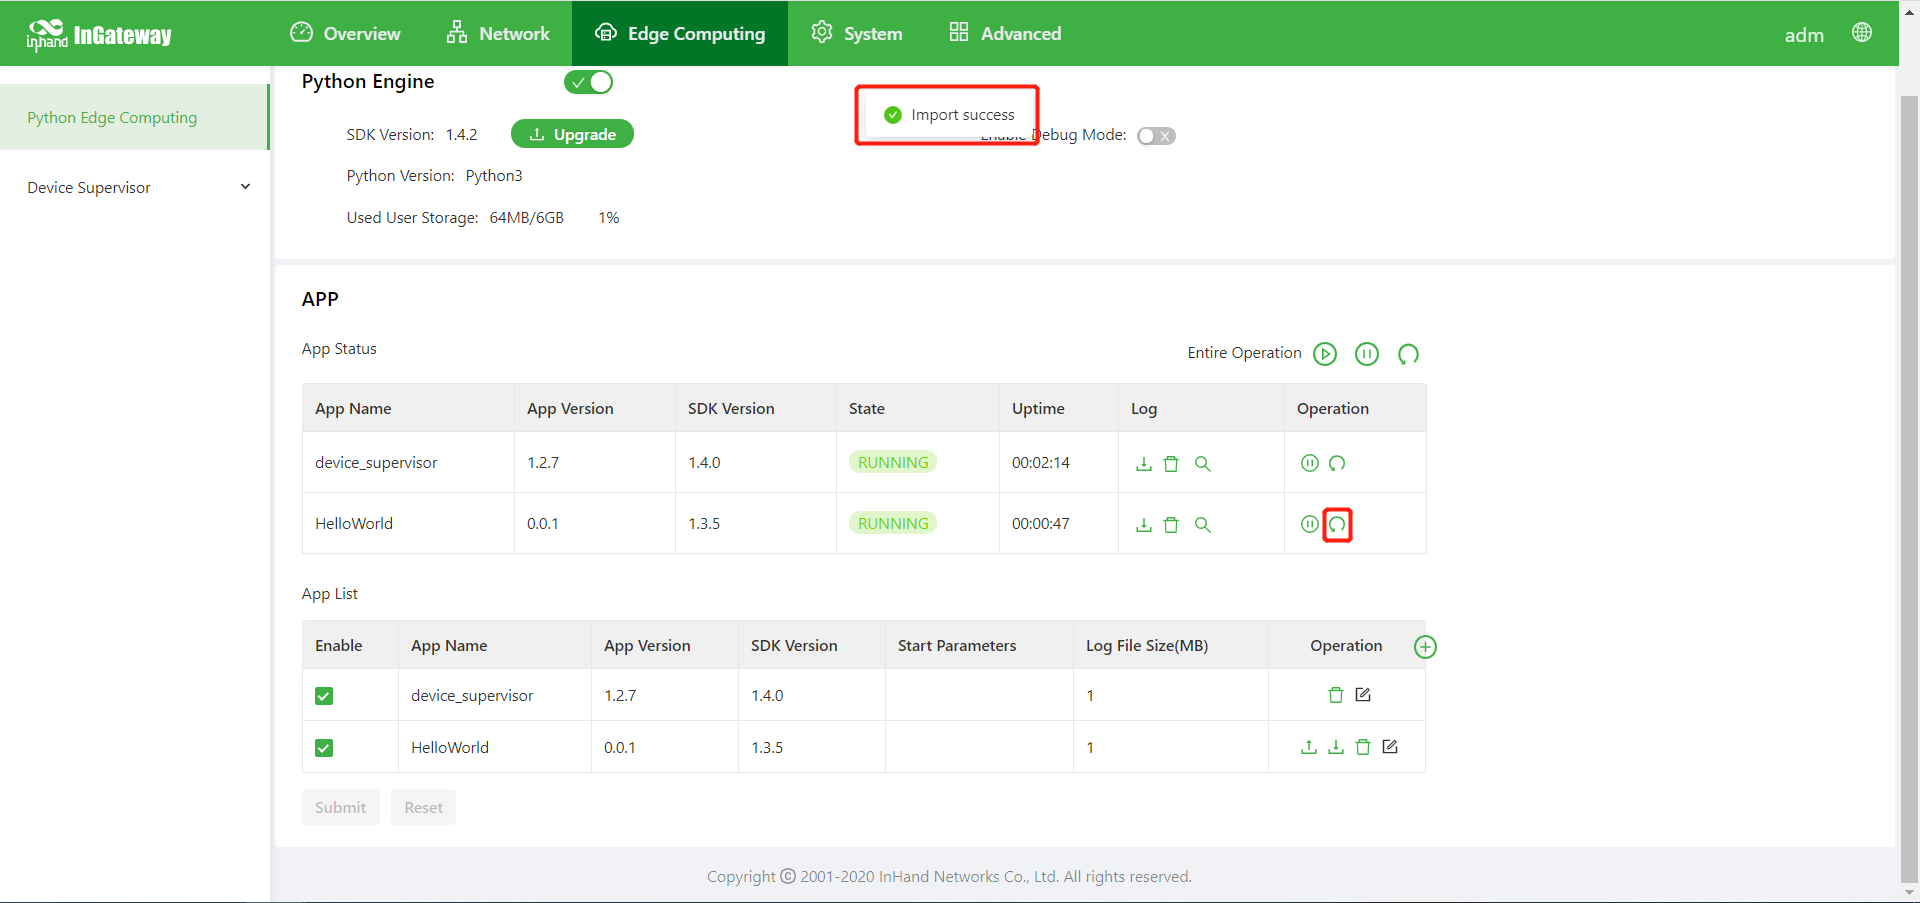 inhand InGateway Overview Network Edge Computing System Advanced adm
Python Edge Computing
Device Supervisor
Python Engine
Import success
SDK Version: 1.4.2 Upgrade Enable Debug Mode:
Python Version: Python3
Used User Storage: 64MB/6GB 1%
APP
App Status Entire Operation
App Name App Version SDK Version State Uptime Log Operation
device_supervisor 1.2.7 1.4.0 RUNNING 00:02:14
HelloWorld 0.0.1 1.3.5 RUNNING 00:00:47
App List
Enable App Name App Version SDK Version Start Parameters Log File Size(MB) Operation
device_supervisor 1.2.7 1.4.0 1
HelloWorld 0.0.1 1.3.5 1
Submit Reset
Copyright © 2001-2020 InHand Networks Co., Ltd. All rights reserved.